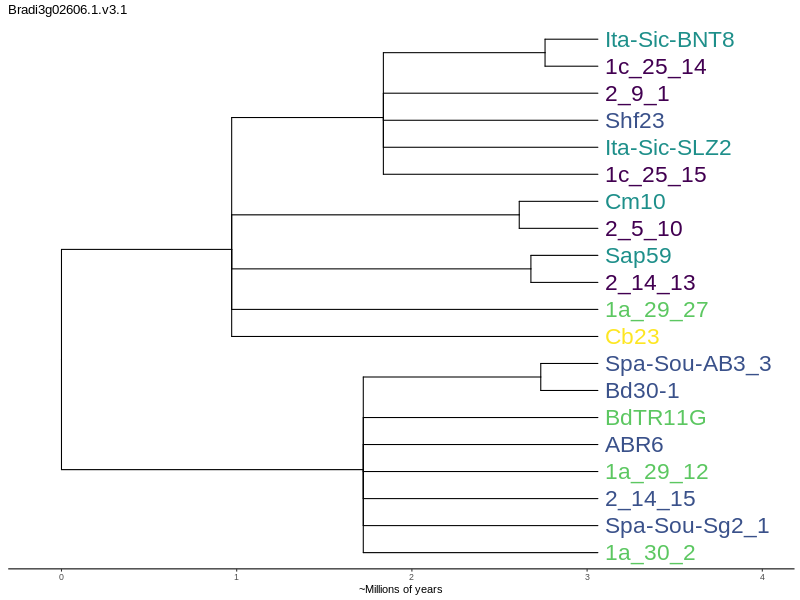 Bradi3g02606.1.v3.1
Ita-Sic-BNT8
1c_25_14
2_9_1
Shf23
Ita-Sic-SLZ2
1c_25_15
Cm10
2_5_10
Sap59
2_14_13
1a_29_27
Cb23
Spa-Sou-AB3_3
Bd30-1
BdTR11G
ABR6
1a_29_12
2_14_15
Spa-Sou-Sg2_1
1a_30_2
0 1 2 3 4
~Millions of years